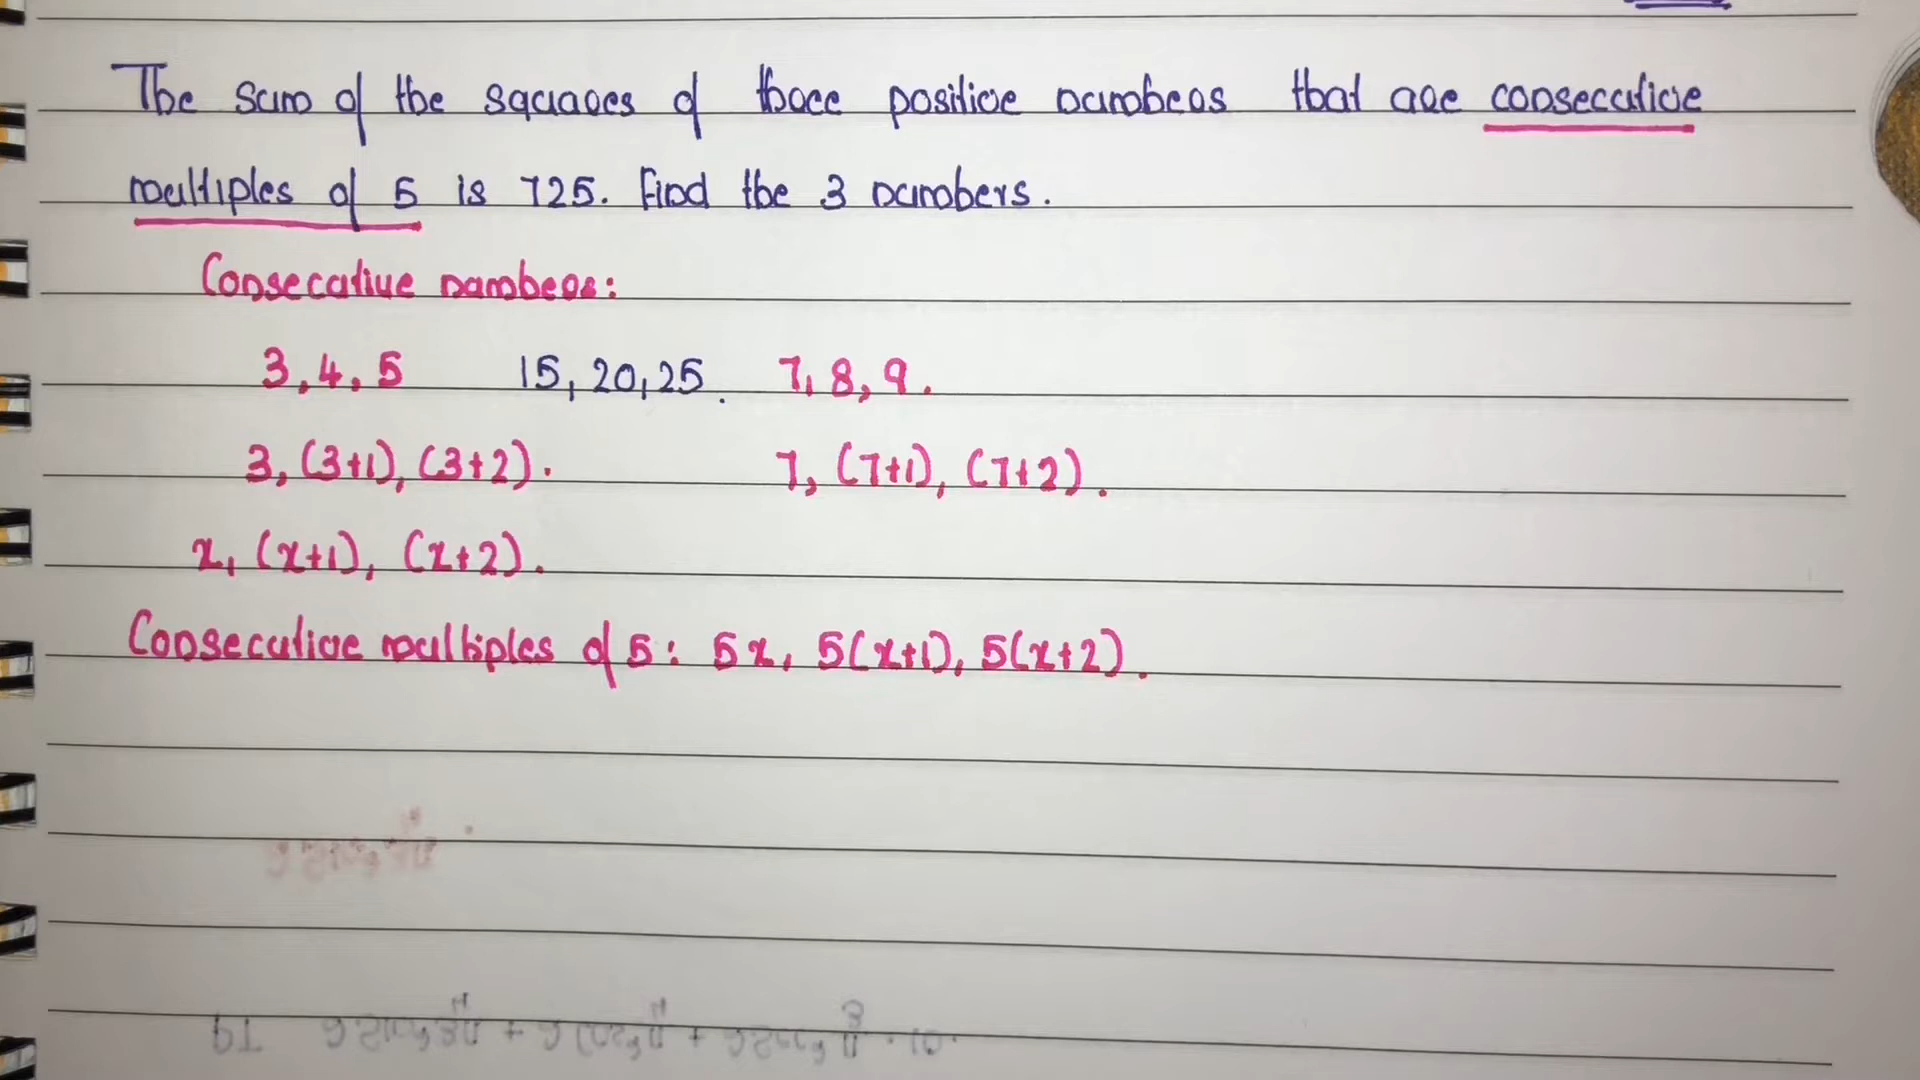 The sum of the squares of three positive numbers that are consecutive
multiples of 5 is 725. Find the 3 numbers.
Consecutive numbers:
3, 4, 5 15, 20, 25. 7, 8, 9.
3, (3+1), (3+2). 7, (7+1), (7+2).
x, (x+1), (x+2).
Consecutive multiples of 5: 5x, 5(x+1), 5(x+2).